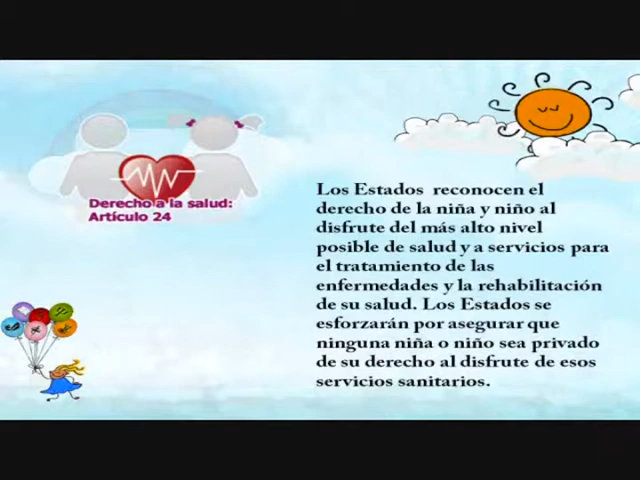 Derecho a la salud:
Artículo 24
Los Estados reconocen el
derecho de la niña y niño al
disfrute del más alto nivel
posible de salud y a servicios para
el tratamiento de las
enfermedades y la rehabilitación
de su salud. Los Estados se
esforzarán por asegurar que
ninguna niña o niño sea privado
de su derecho al disfrute de esos
servicios sanitarios.